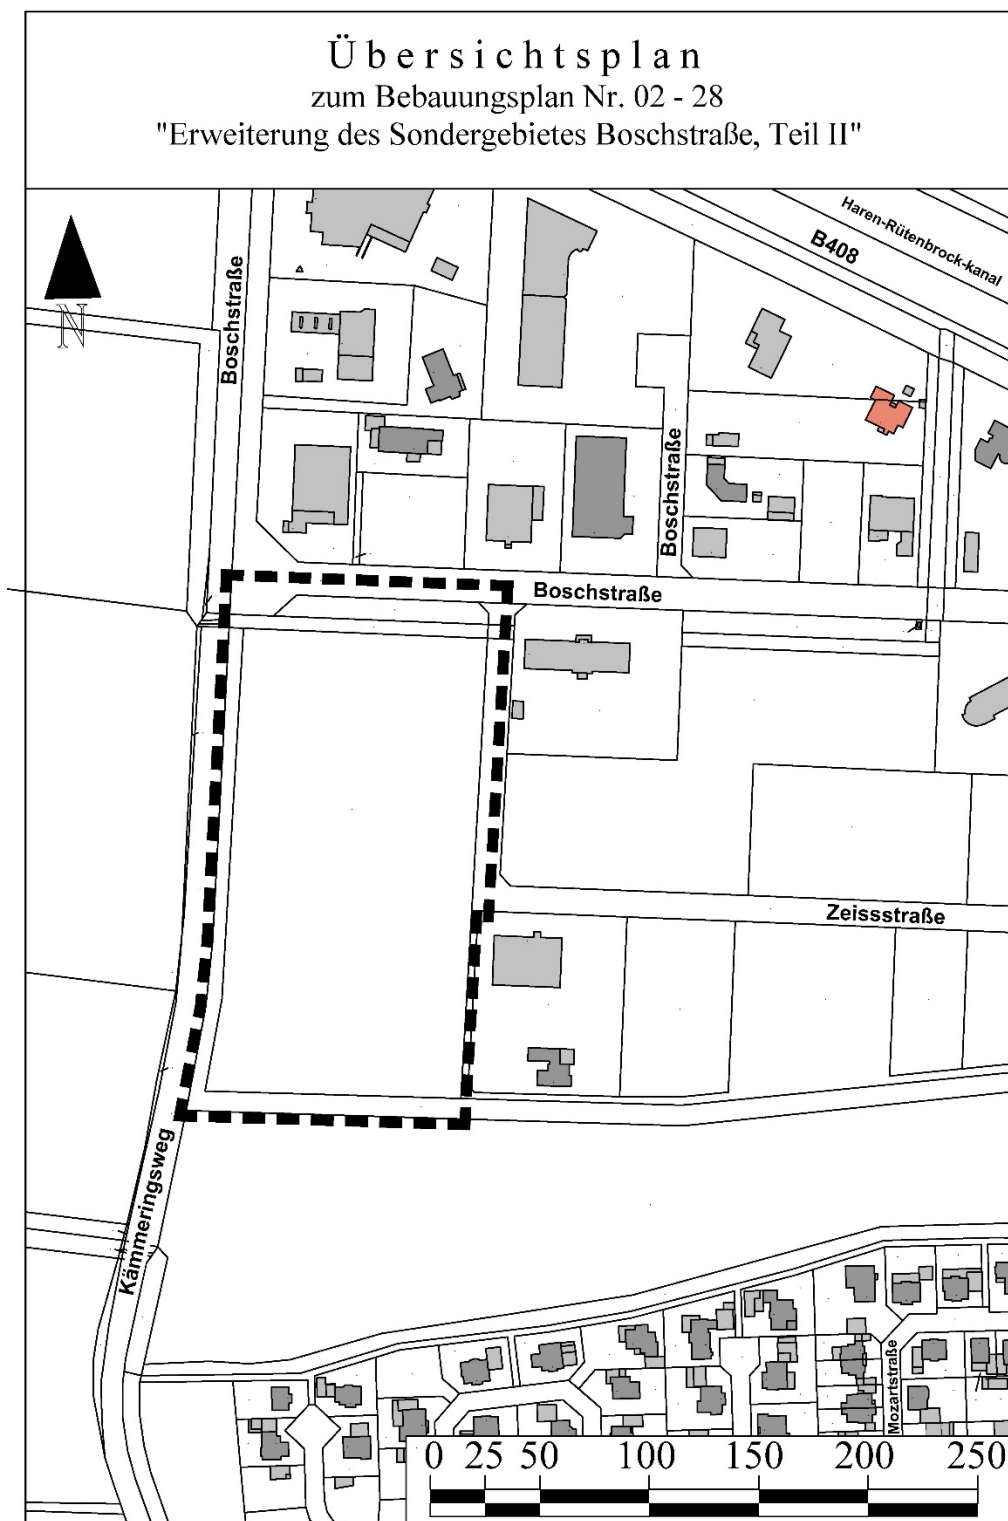 Übersichtsplan
zum Bebauungsplan Nr. 02 - 28
"Erweiterung des Sondergebietes Boschstraße, Teil II"
Haren-Rütenbrock-kanal
B408
N
Boschstraße
Boschstraße
Boschstraße
Zeissstraße
Kämmeringsweg
Mozartstraße
0 25 50 100 150 200 250